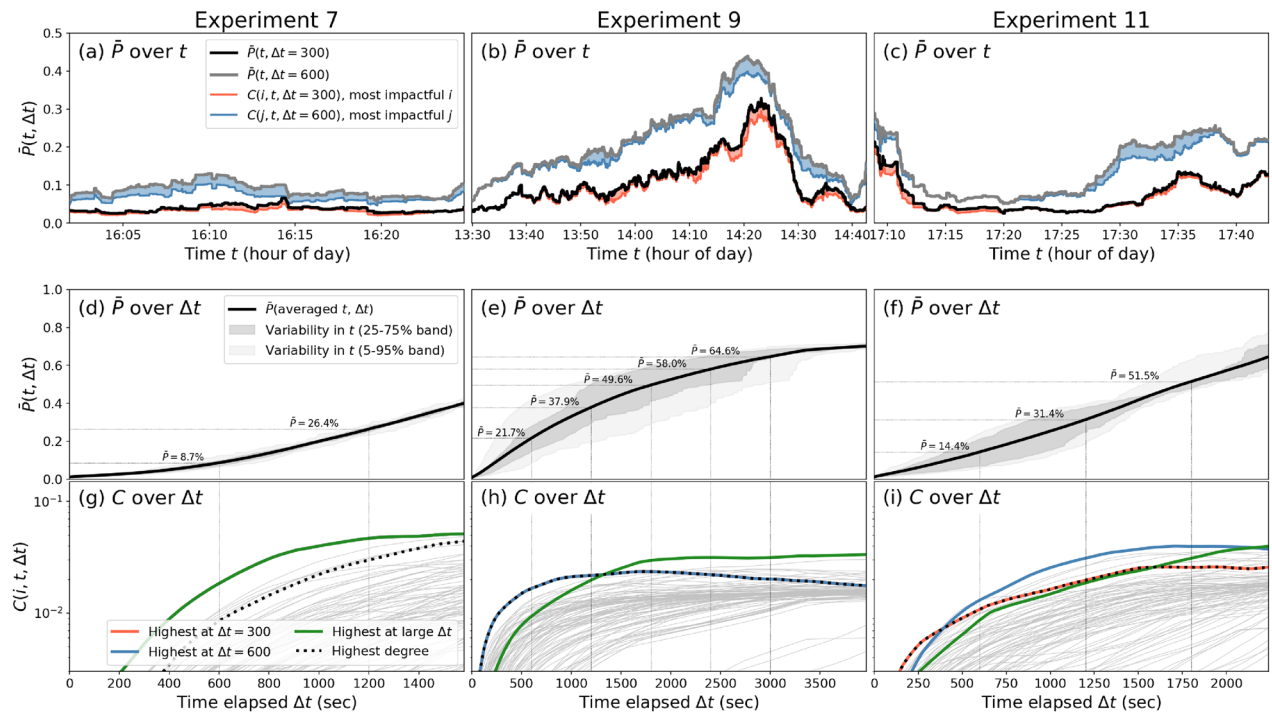 Experiment 7
Experiment 9
Experiment 11
(a) P̄ over t
P̄(t, Δt = 300)
P̄(t, Δt = 600)
C(i, t, Δt = 300), most impactful i
C(j, t, Δt = 600), most impactful j
(b) P̄ over t
(c) P̄ over t
P̄(t, Δt)
0.5
0.4
0.3
0.2
0.1
0.0
16:05
16:10
16:15
16:20
13:30
13:40
13:50
14:00
14:10
14:20
14:30
14:40
17:10
17:15
17:20
17:25
17:30
17:35
17:40
Time t (hour of day)
Time t (hour of day)
Time t (hour of day)
(d) P̄ over Δt
P̄(averaged t, Δt)
Variability in t (25-75% band)
Variability in t (5-95% band)
P̄ = 8.7%
P̄ = 26.4%
(e) P̄ over Δt
P̄ = 21.7%
P̄ = 37.9%
P̄ = 49.6%
P̄ = 58.0%
P̄ = 64.6%
(f) P̄ over Δt
P̄ = 14.4%
P̄ = 31.4%
P̄ = 51.5%
P̄(t, Δt)
1.0
0.8
0.6
0.4
0.2
0.0
(g) C over Δt
(h) C over Δt
(i) C over Δt
C(i, t, Δt)
10⁻¹
10⁻²
Highest at Δt = 300
Highest at Δt = 600
Highest at large Δt
Highest degree
0
200
400
600
800
1000
1200
1400
0
500
1000
1500
2000
2500
3000
3500
0
250
500
750
1000
1250
1500
1750
2000
Time elapsed Δt (sec)
Time elapsed Δt (sec)
Time elapsed Δt (sec)